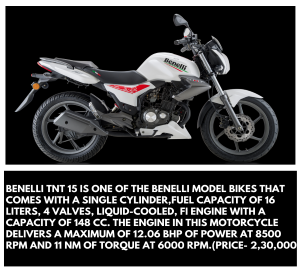 Benelli
BENELLI TNT 15 IS ONE OF THE BENELLI MODEL BIKES THAT
COMES WITH A SINGLE CYLINDER,FUEL CAPACITY OF 16
LITERS, 4 VALVES, LIQUID-COOLED, FI ENGINE WITH A
CAPACITY OF 148 CC. THE ENGINE IN THIS MOTORCYCLE
DELIVERS A MAXIMUM OF 12.06 BHP OF POWER AT 8500
RPM AND 11 NM OF TORQUE AT 6000 RPM.(PRICE- 2,30,000